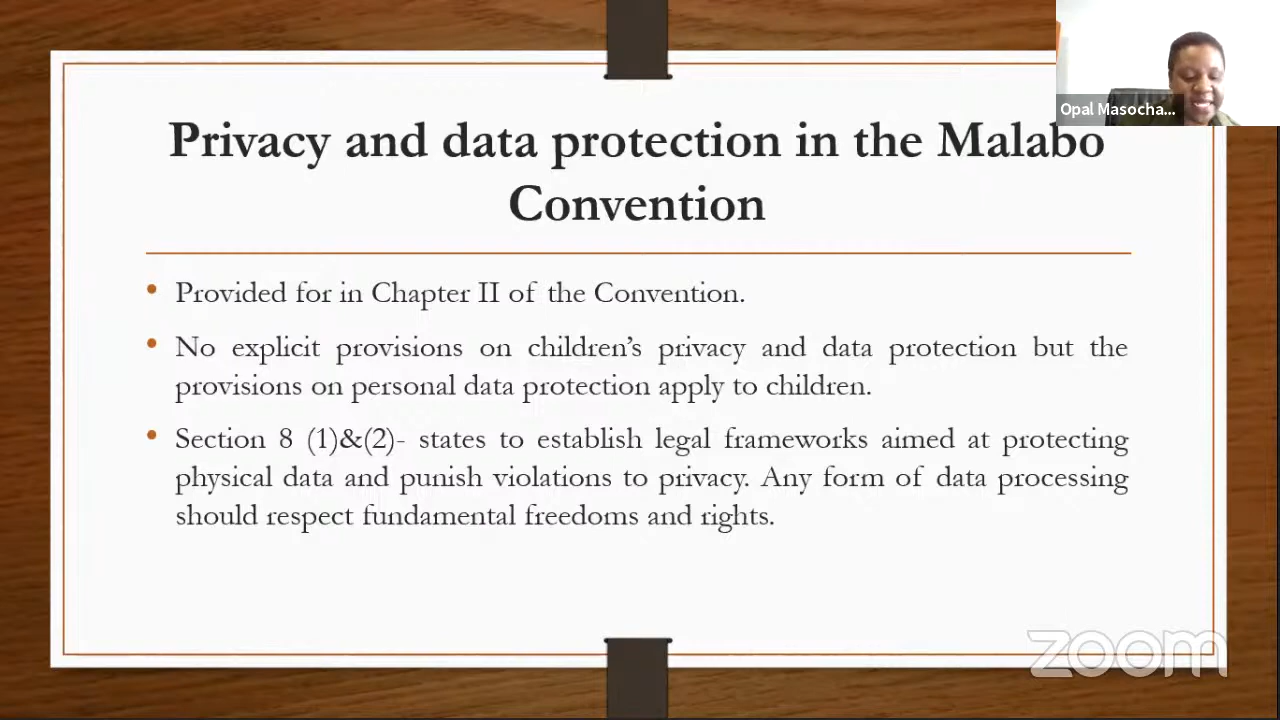 Opal Masocha...
Privacy and data protection in the Malabo
Convention
• Provided for in Chapter II of the Convention.
• No explicit provisions on children’s privacy and data protection but the
provisions on personal data protection apply to children.
• Section 8 (1)&(2)- states to establish legal frameworks aimed at protecting
physical data and punish violations to privacy. Any form of data processing
should respect fundamental freedoms and rights.
zoom